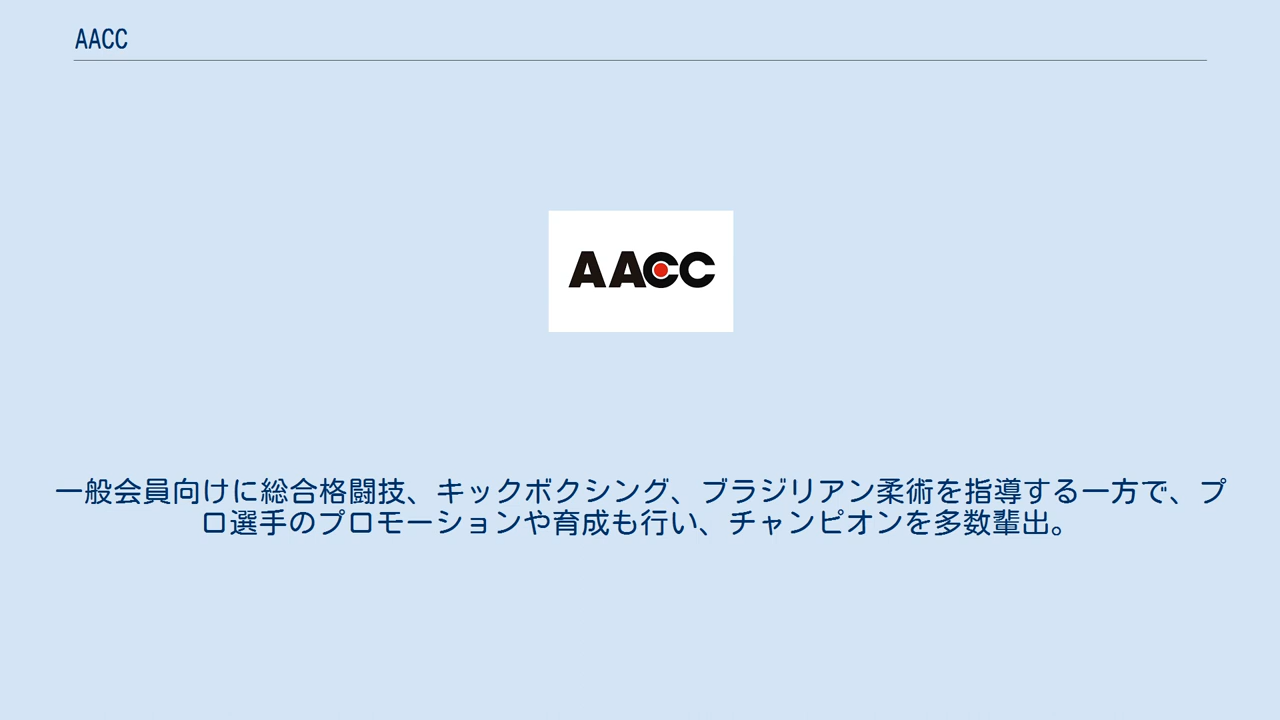 AACC
AACC
一般会員向けに総合格闘技、キックボクシング、ブラジリアン柔術を指導する一方で、プ
ロ選手のプロモーションや育成も行い、チャンピオンを多数輩出。